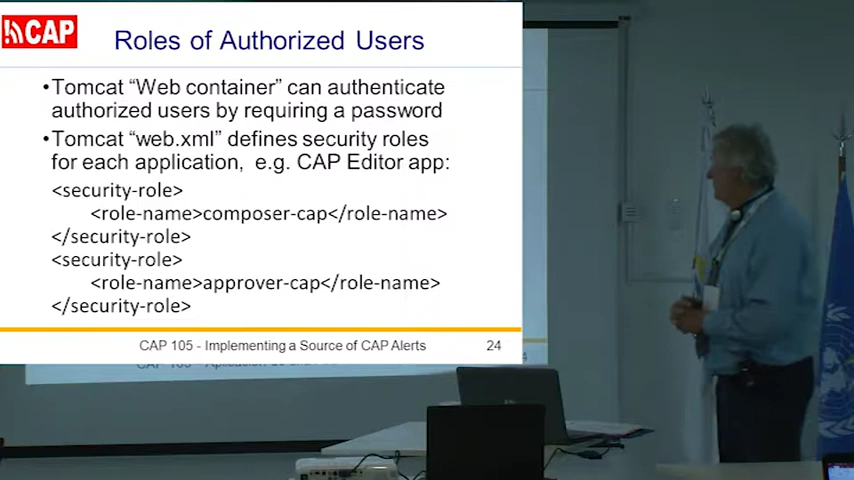 CAP
Roles of Authorized Users
•Tomcat “Web container” can authenticate
authorized users by requiring a password
•Tomcat “web.xml” defines security roles
for each application, e.g. CAP Editor app:
<security-role>
<role-name>composer-cap</role-name>
</security-role>
<security-role>
<role-name>approver-cap</role-name>
</security-role>
CAP 105 - Implementing a Source of CAP Alerts
24